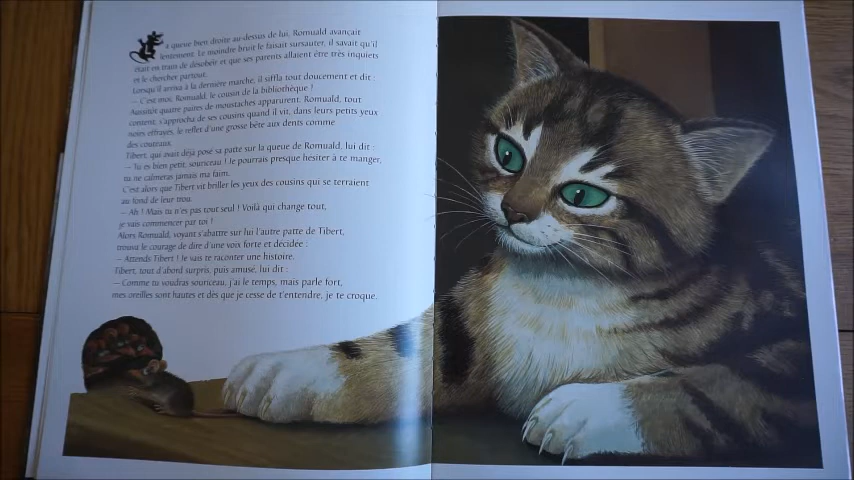 La queue bien droite au-dessus de lui, Romuald avançait
lentement. Le moindre bruit le faisait sursauter, il savait qu'il
était en train de désobéir et que ses parents allaient être très inquiets
et le chercher partout.
Lorsqu'il arriva à la dernière marche, il siffla tout doucement et dit :
– C'est moi, Romuald, le cousin de la bibliothèque !
Aussitôt quatre paires de moustaches apparurent. Romuald, tout
content, s'approcha de ses cousins quand il vit, dans leurs petits yeux
noirs effrayés, le reflet d'une grosse bête aux dents comme
des couteaux.
Tibert, qui avait déjà posé sa patte sur la queue de Romuald, lui dit :
– Tu es bien petit, souriceau ! Je pourrais presque hésiter à te manger,
tu ne calmeras jamais ma faim.
C'est alors que Tibert vit briller les yeux des cousins qui se terraient
au fond de leur trou.
– Ah ! Mais tu n'es pas tout seul ! Voilà qui change tout,
je vais commencer par toi !
Alors Romuald, voyant s'abattre sur lui l'autre patte de Tibert,
trouva le courage de dire d'une voix forte et décidée :
– Attends Tibert ! Je vais te raconter une histoire.
Tibert, tout d'abord surpris, puis amusé, lui dit :
– Comme tu voudras souriceau, j'ai le temps, mais parle fort,
mes oreilles sont hautes et dès que je cesse de t'entendre, je te croque.